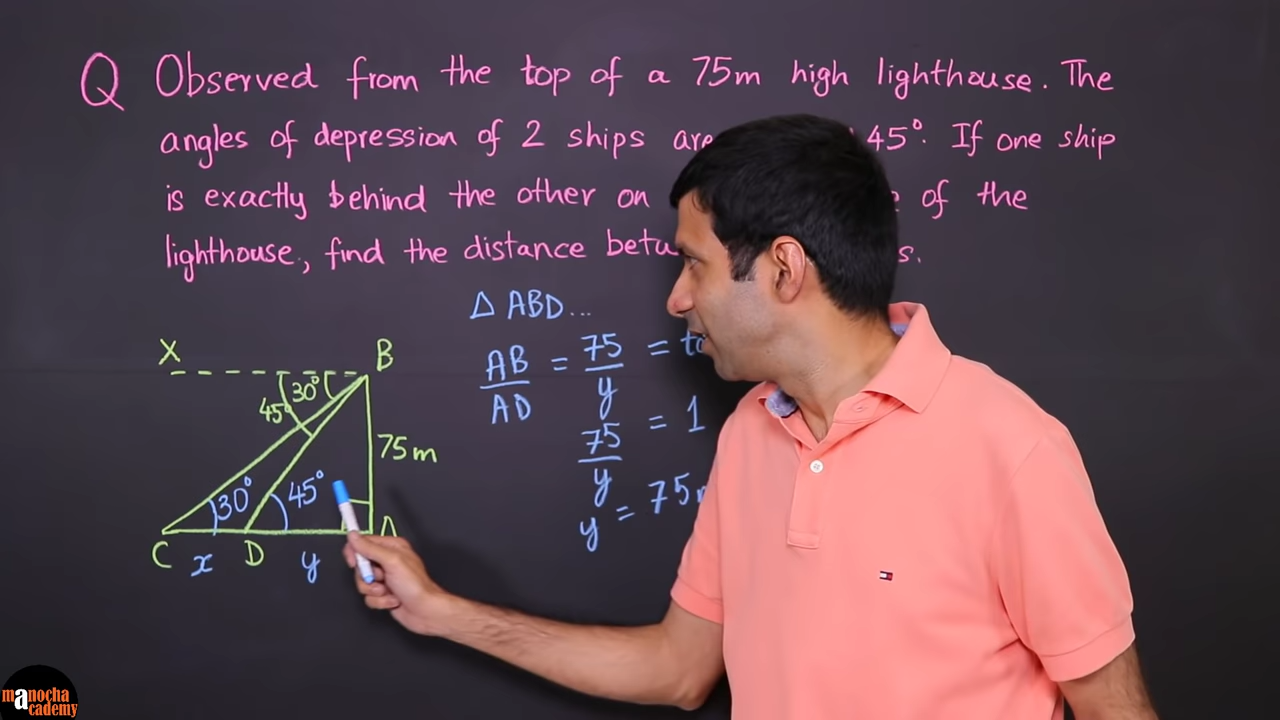 Q Observed from the top of a 75m high lighthouse. The
angles of depression of 2 ships are 45°. If one ship
is exactly behind the other on of the
lighthouse, find the distance
Δ ABD...
AB/AD = 75/y =
75/y = 1
y = 75
X B
30°
45°
75m
30° 45°
C x D y
manocha
academy